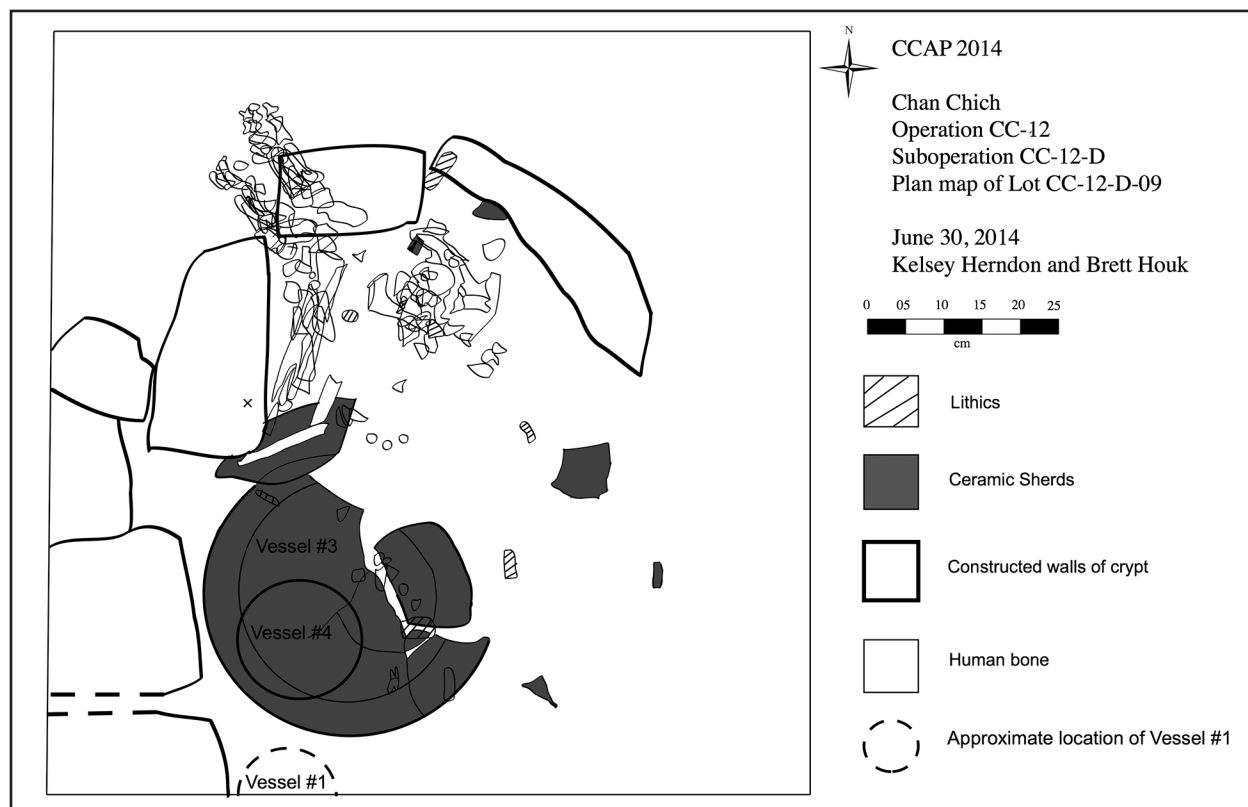 N
CCAP 2014
Chan Chich
Operation CC-12
Suboperation CC-12-D
Plan map of Lot CC-12-D-09
June 30, 2014
Kelsey Herndon and Brett Houk
0 05 10 15 20 25
cm
Lithics
Ceramic Sherds
Constructed walls of crypt
Human bone
Approximate location of Vessel #1
Vessel #3
Vessel #4
Vessel #1